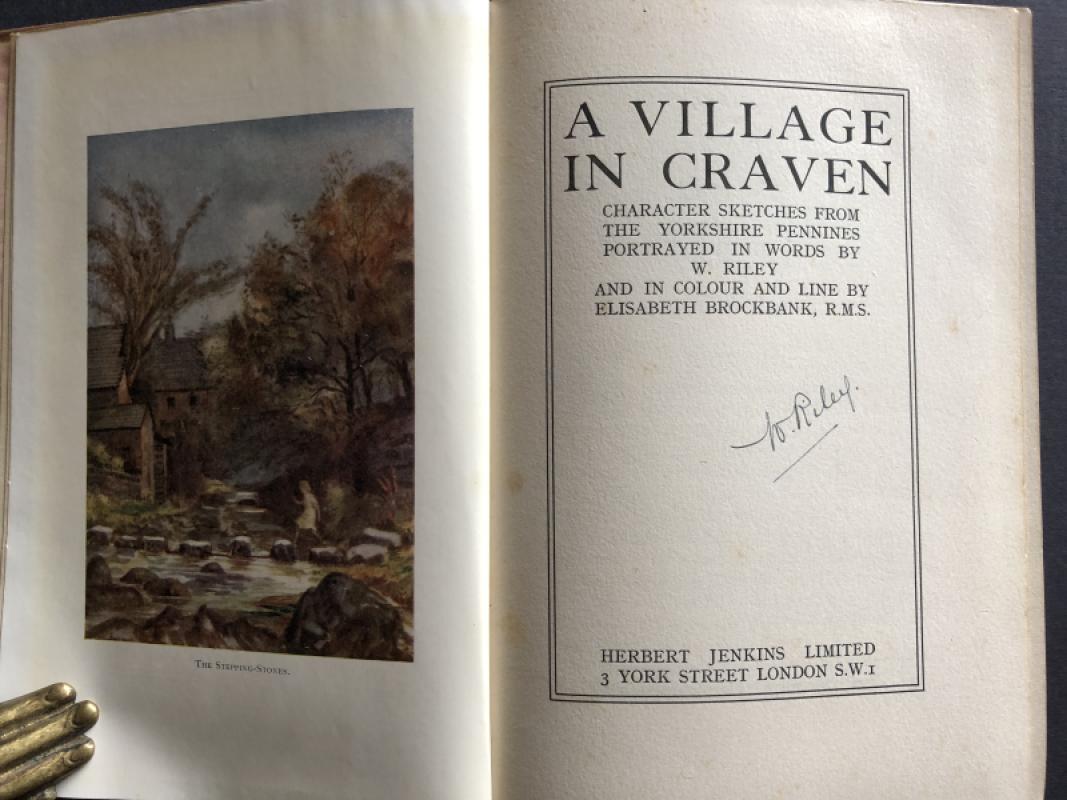 The Stepping-Stones.
A VILLAGE
IN CRAVEN
CHARACTER SKETCHES FROM
THE YORKSHIRE PENNINES
PORTRAYED IN WORDS BY
W. RILEY
AND IN COLOUR AND LINE BY
ELISABETH BROCKBANK, R.M.S.
W. Riley.
HERBERT JENKINS LIMITED
3 YORK STREET LONDON S.W.1